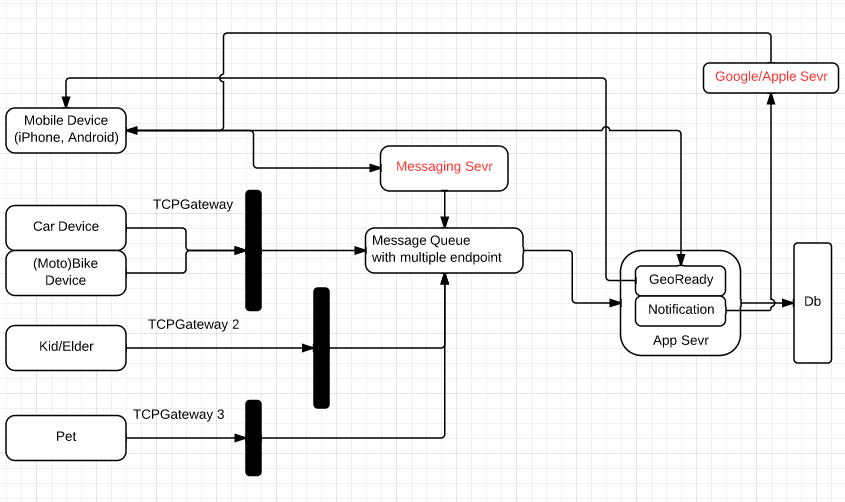 Google/Apple Sevr
Mobile Device
(iPhone, Android)
Messaging Sevr
TCPGateway
Car Device
(Moto)Bike
Device
Message Queue
with multiple endpoint
GeoReady
Notification
App Sevr
Db
TCPGateway 2
Kid/Elder
TCPGateway 3
Pet